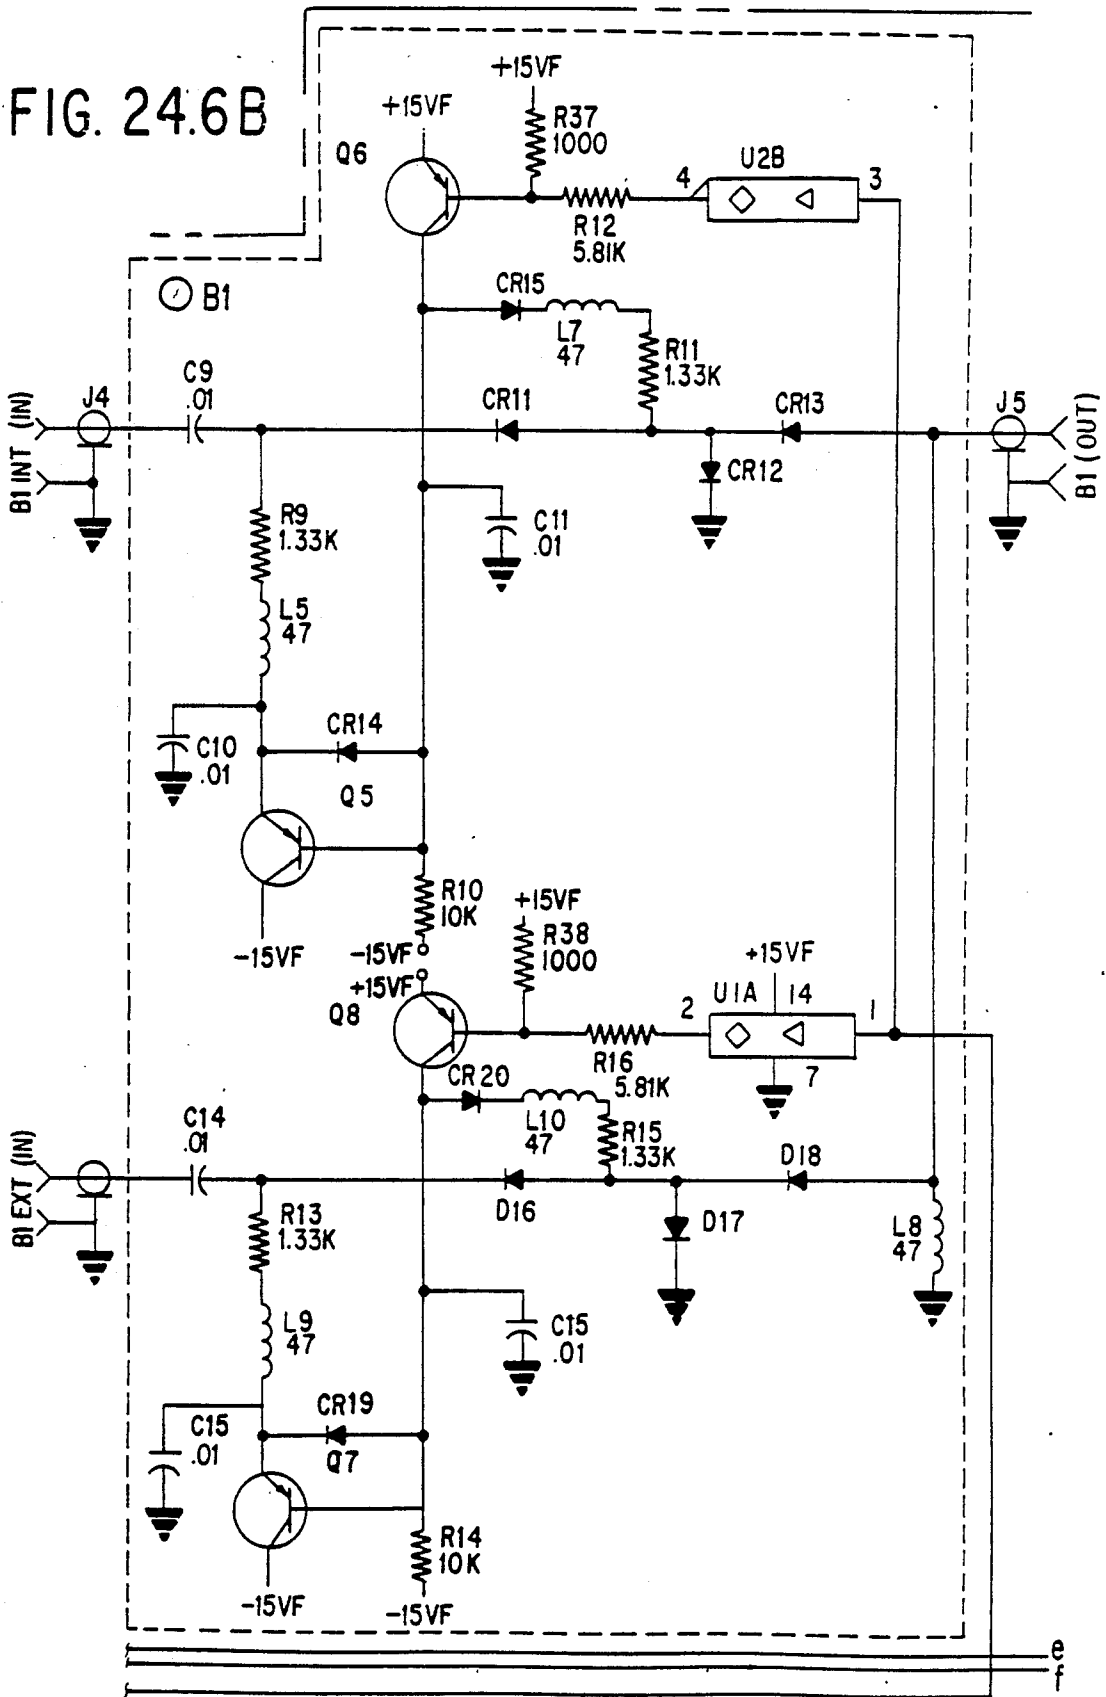 FIG. 24.6B
+15VF
+15VF
R37
1000
Q6
U2B
4
3
R12
5.81K
B1
CR15
L7
47
R11
1.33K
C9
.01
J4
CR11
CR13
J5
B1 INT (IN)
B1 (OUT)
CR12
R9
1.33K
C11
.01
L5
47
CR14
C10
.01
Q5
R10
10K
-15VF
-15VF
+15VF
+15VF
R38
1000
+15VF
Q8
2
U1A
14
1
R16
5.81K
7
CR20
L10
47
R15
1.33K
C14
.01
D18
B1 EXT (IN)
D16
D17
R13
1.33K
L8
47
L9
47
C15
.01
CR19
C15
.01
Q7
R14
10K
-15VF
-15VF
e
f